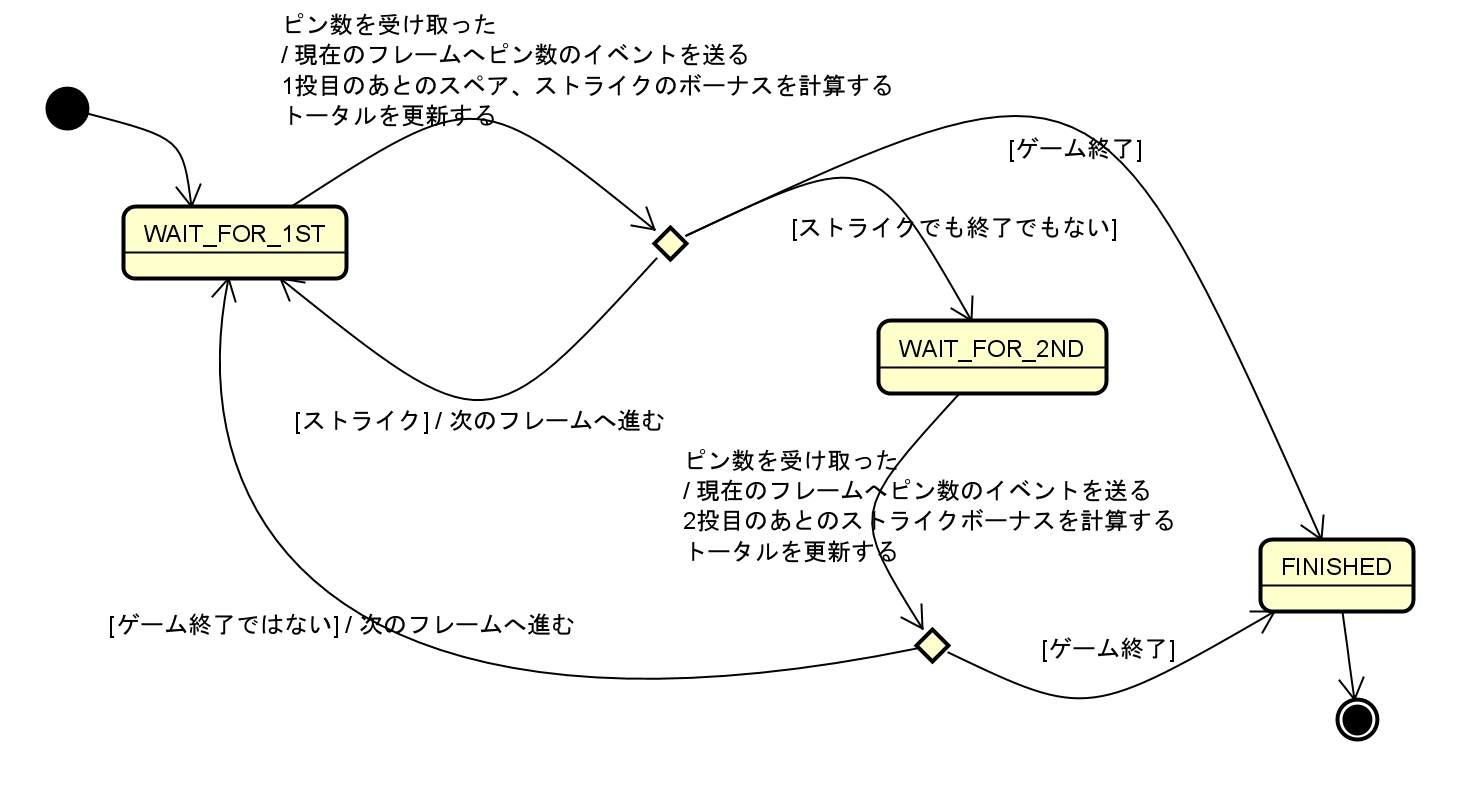 ピン数を受け取った
/ 現在のフレームへピン数のイベントを送る
1投目のあとのスペア、ストライクのボーナスを計算する
トータルを更新する
[ゲーム終了]
WAIT_FOR_1ST
[ストライクでも終了でもない]
WAIT_FOR_2ND
[ストライク] / 次のフレームへ進む
ピン数を受け取った
/ 現在のフレームへピン数のイベントを送る
2投目のあとのストライクボーナスを計算する
トータルを更新する
FINISHED
[ゲーム終了ではない] / 次のフレームへ進む
[ゲーム終了]